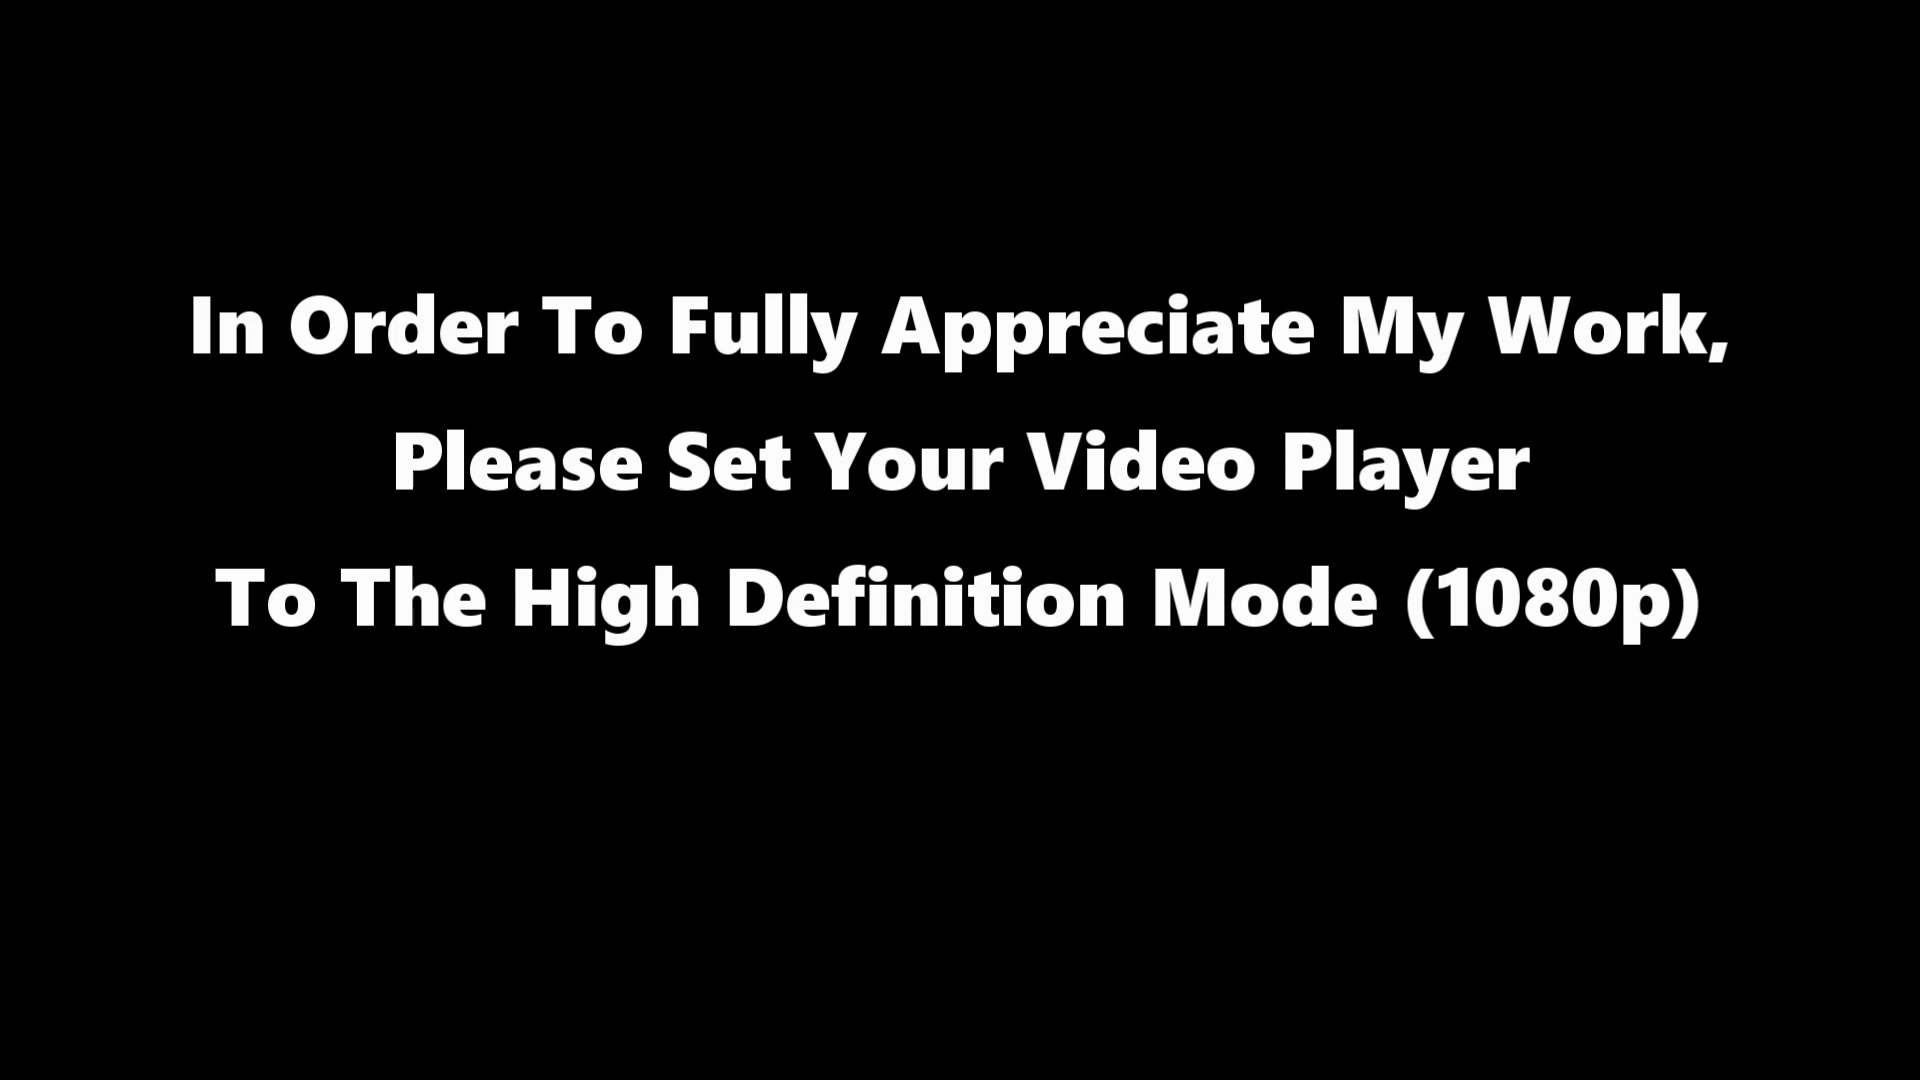 In Order To Fully Appreciate My Work,
Please Set Your Video Player
To The High Definition Mode (1080p)